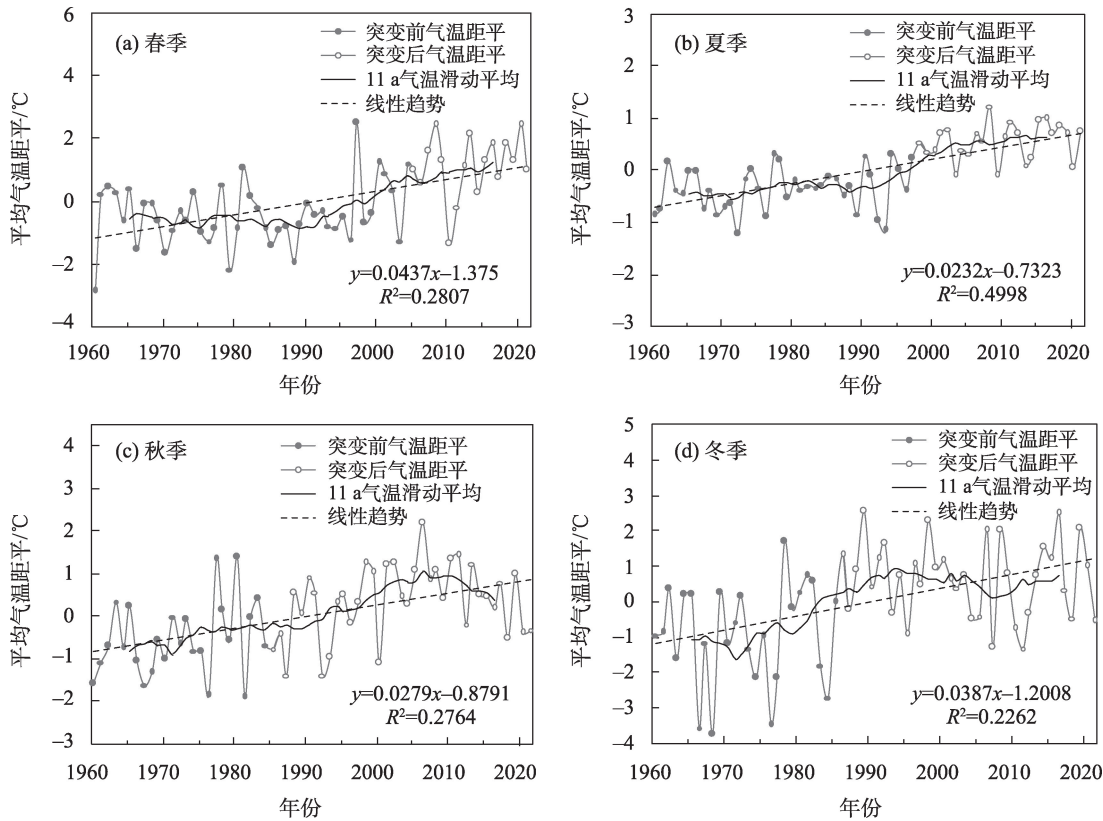 (a) 春季
突变前气温距平
突变后气温距平
11 a气温滑动平均
线性趋势
平均气温距平/℃
6
4
2
0
–2
–4
y=0.0437x–1.375
R²=0.2807
1960 1970 1980 1990 2000 2010 2020
年份
(b) 夏季
突变前气温距平
突变后气温距平
11 a气温滑动平均
线性趋势
平均气温距平/℃
3
2
1
0
–1
–2
–3
y=0.0232x–0.7323
R²=0.4998
1960 1970 1980 1990 2000 2010 2020
年份
(c) 秋季
突变前气温距平
突变后气温距平
11 a气温滑动平均
线性趋势
平均气温距平/℃
4
3
2
1
0
–1
–2
–3
y=0.0279x–0.8791
R²=0.2764
1960 1970 1980 1990 2000 2010 2020
年份
(d) 冬季
突变前气温距平
突变后气温距平
11 a气温滑动平均
线性趋势
平均气温距平/℃
5
4
3
2
1
0
–1
–2
–3
–4
y=0.0387x–1.2008
R²=0.2262
1960 1970 1980 1990 2000 2010 2020
年份